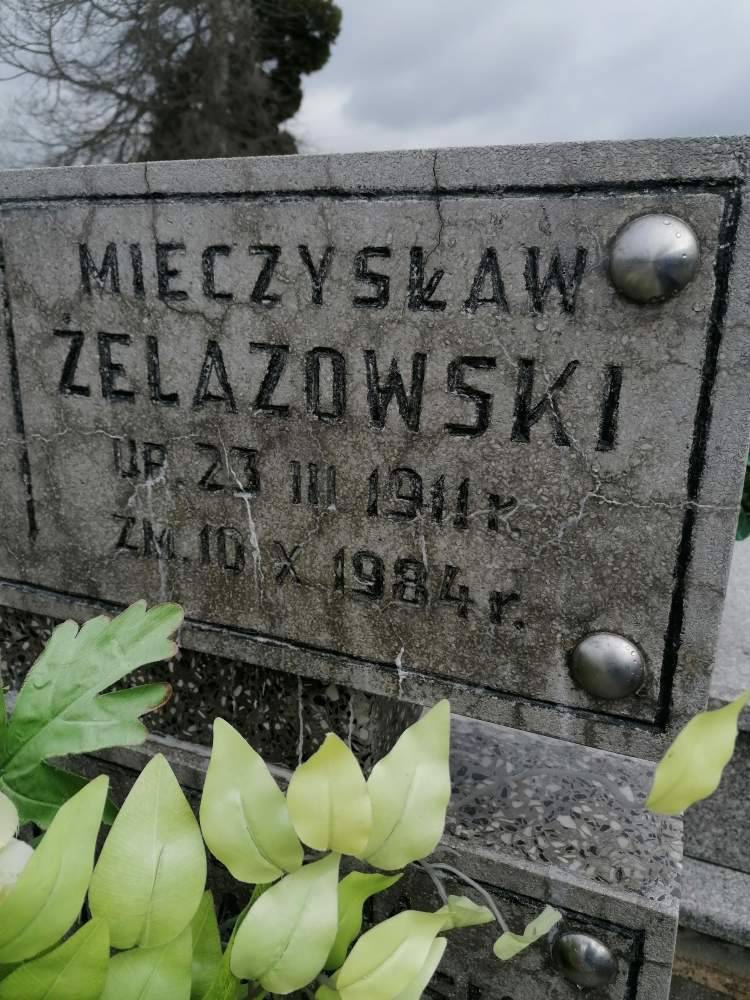 MIECZYSŁAW
ŻELAZOWSKI
UR. 23 III 1911 r.
ZM. 10 X 1984 r.